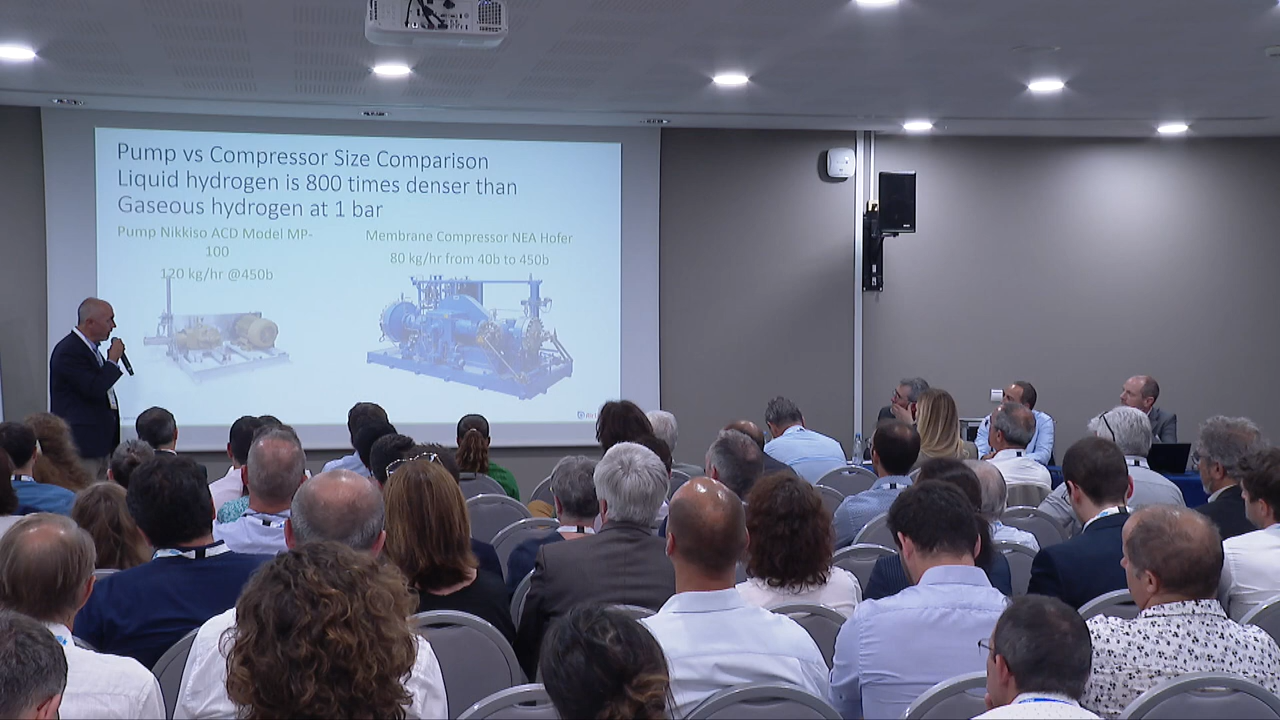 Pump vs Compressor Size Comparison
Liquid hydrogen is 800 times denser than
Gaseous hydrogen at 1 bar
Pump Nikkiso ACD Model MP-
100
120 kg/hr @450b
Membrane Compressor NEA Hofer
80 kg/hr from 40b to 450b